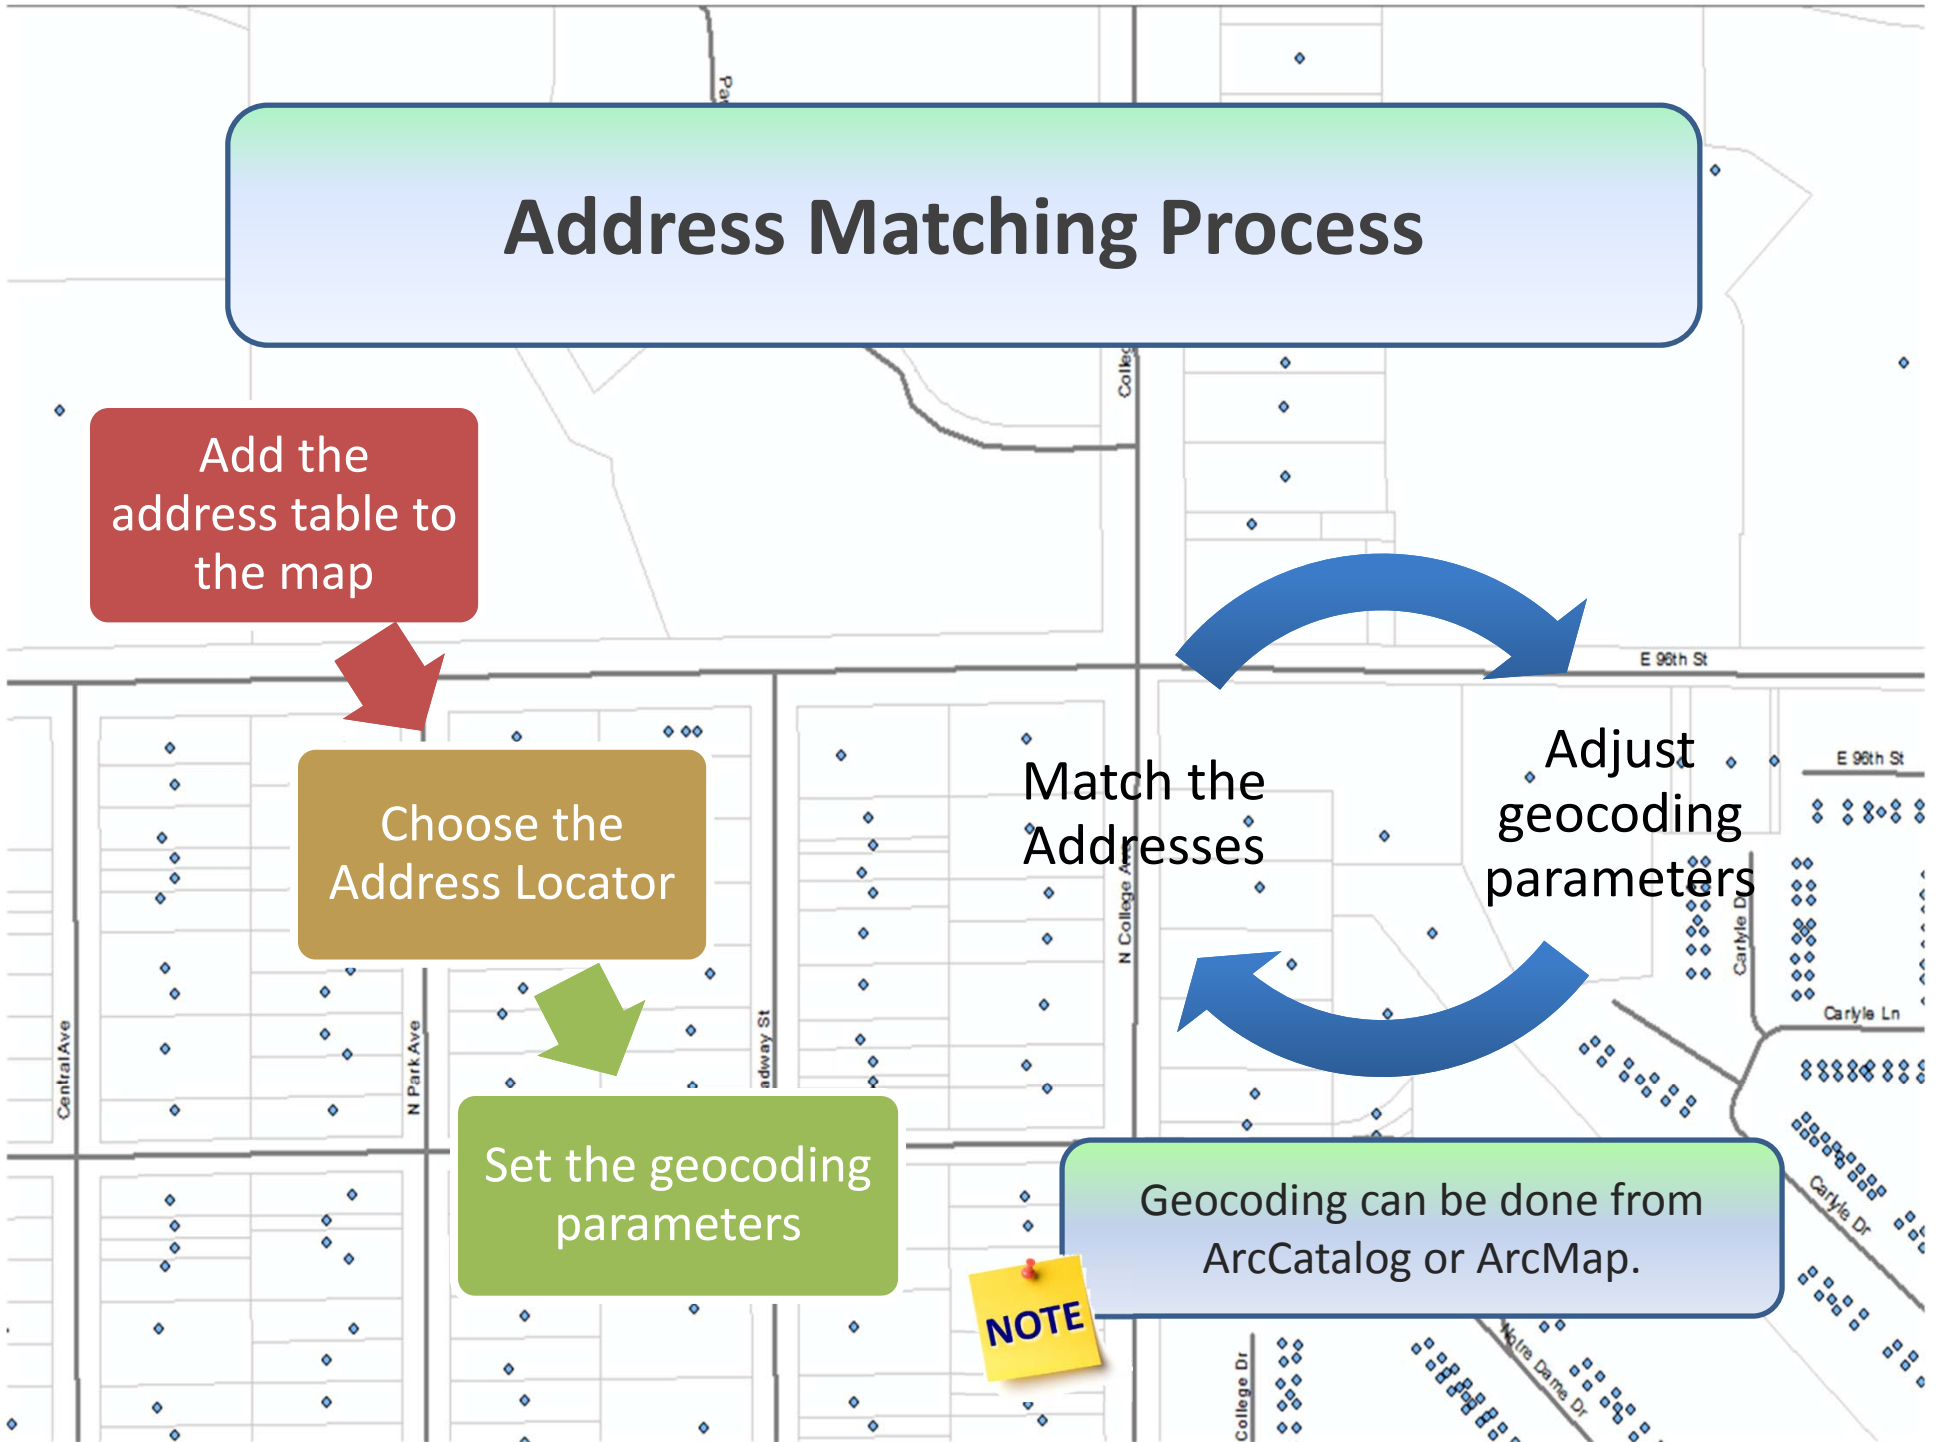 Address Matching Process
Add the
address table to
the map
Choose the
Address Locator
Set the geocoding
parameters
Match the
Addresses
Adjust
geocoding
parameters
Geocoding can be done from
ArcCatalog or ArcMap.
NOTE
E 96th St
E 96th St
Central Ave
N Park Ave
N College Ave
Carlyle Dr
Carlyle Ln
Carlyle Dr
Notre Dame Dr
College Dr